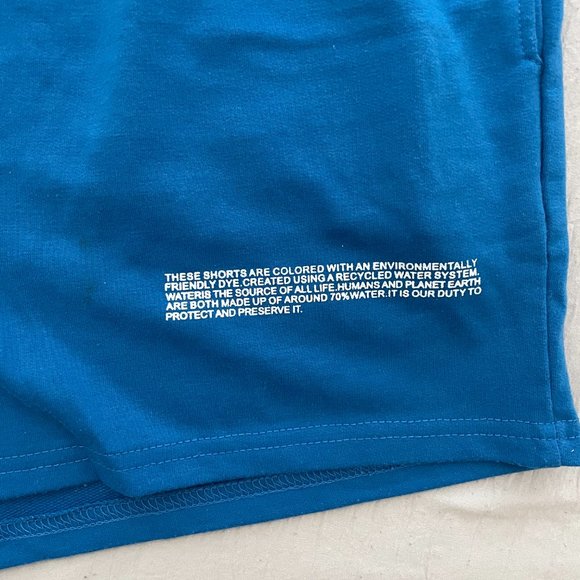 THESE SHORTS ARE COLORED WITH AN ENVIRONMENTALLY
FRIENDLY DYE.CREATED USING A RECYCLED WATER SYSTEM.
WATERIS THE SOURCE OF ALL LIFE.HUMANS AND PLANET EARTH
ARE BOTH MADE UP OF AROUND 70%WATER.IT IS OUR DUTY TO
PROTECT AND PRESERVE IT.